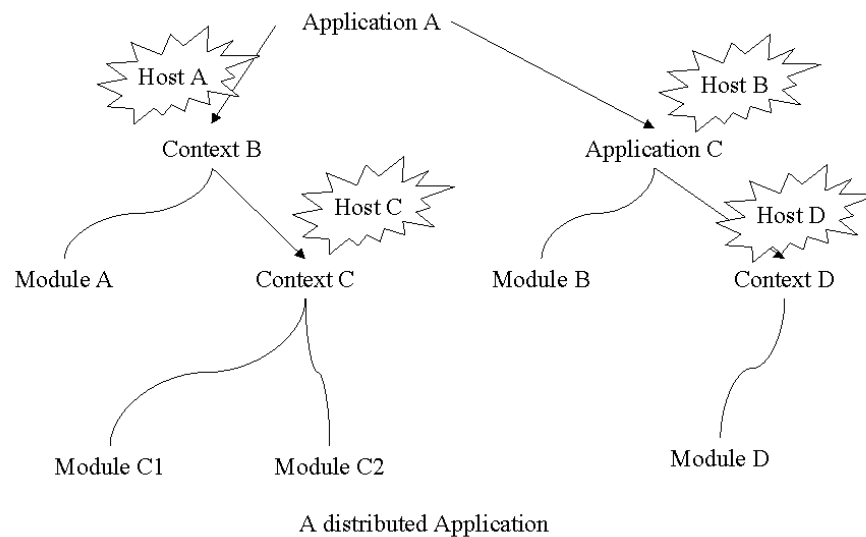 Application A
Host A
Host B
Context B
Application C
Host C
Host D
Module A
Context C
Module B
Context D
Module C1
Module C2
Module D
A distributed Application